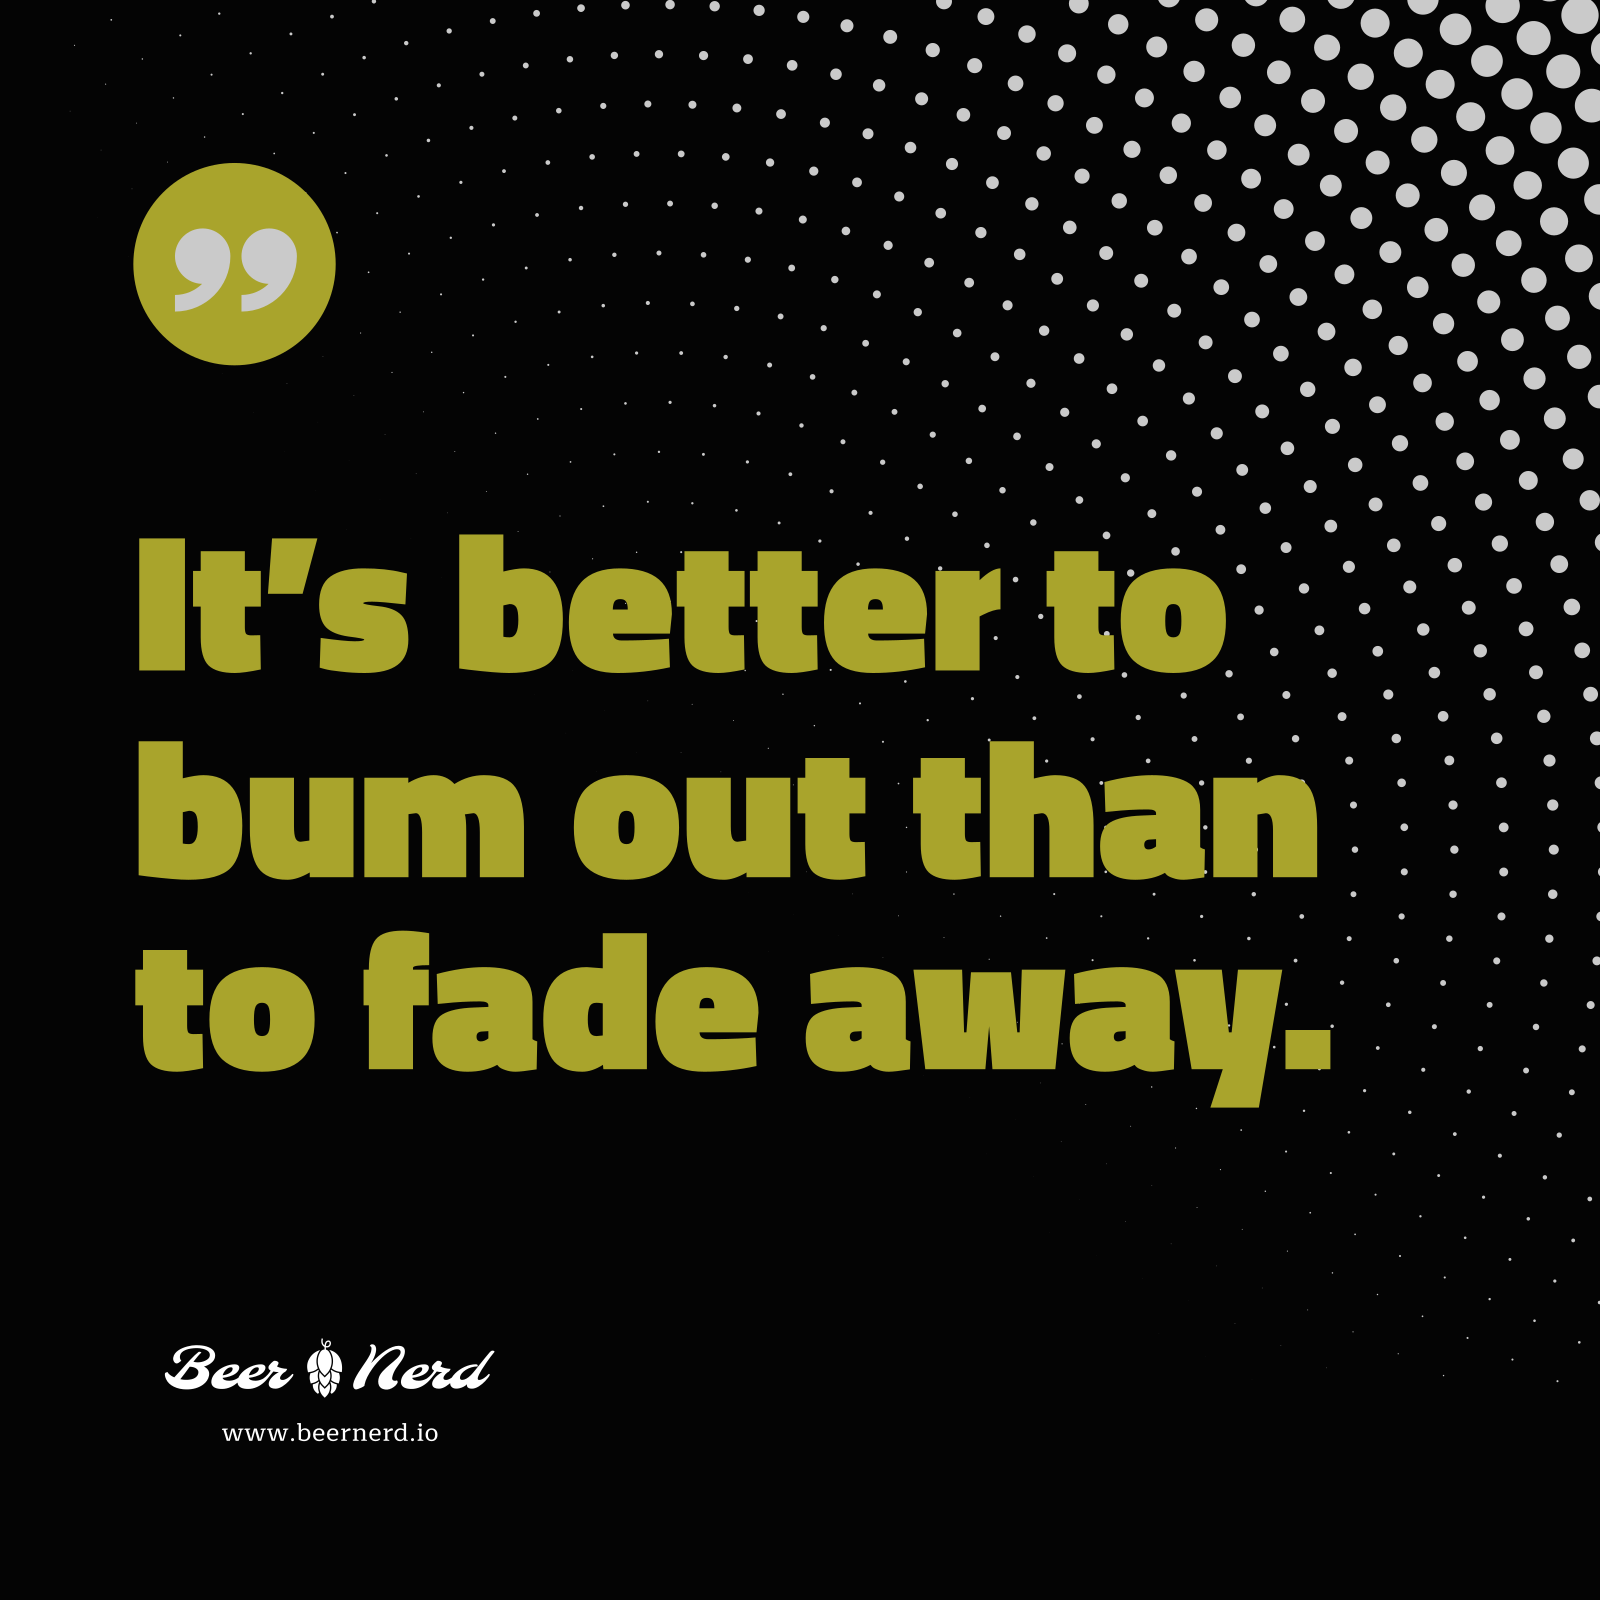 ”
It’s better to
bum out than
to fade away.
Beer Nerd
www.beernerd.io